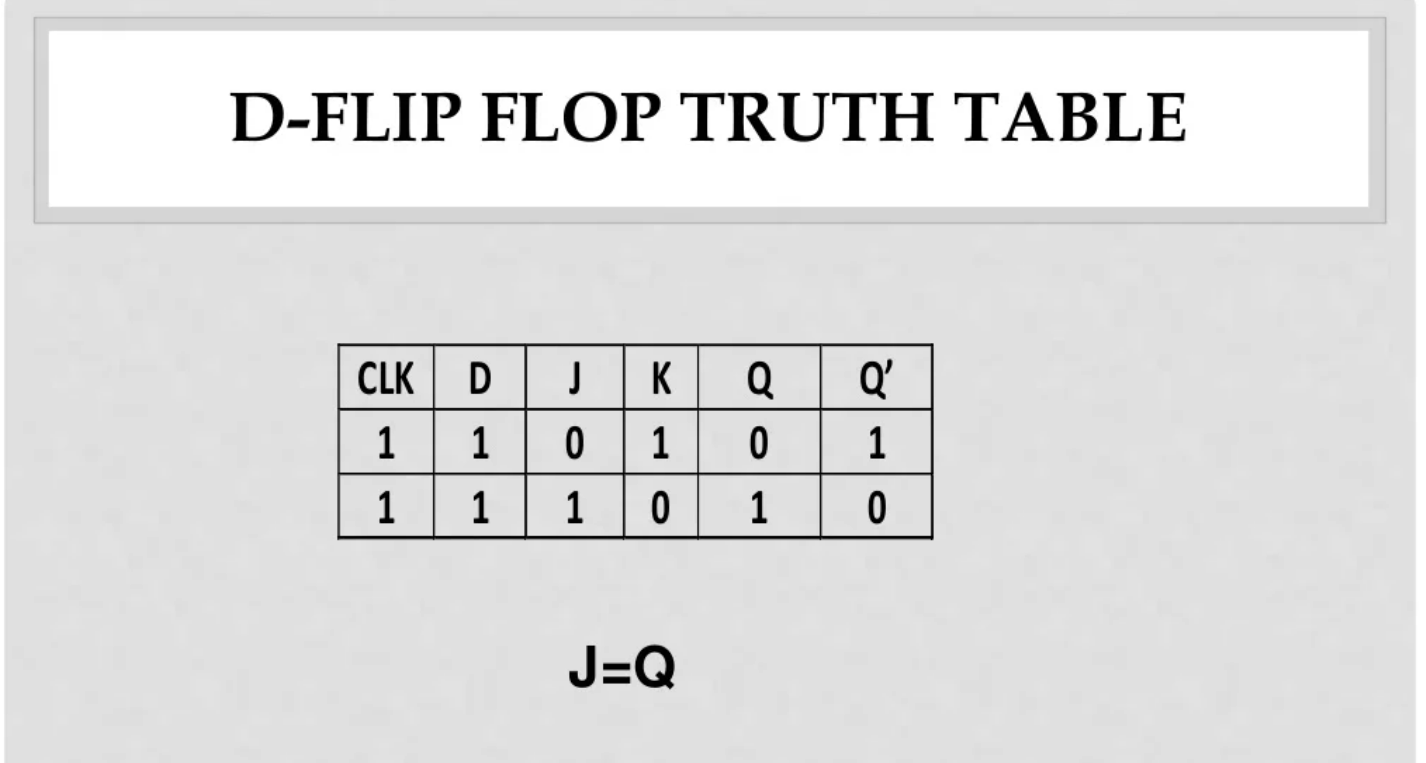 D-FLIP FLOP TRUTH TABLE
CLK D J K Q Q’
1 1 0 1 0 1
1 1 1 0 1 0
J=Q